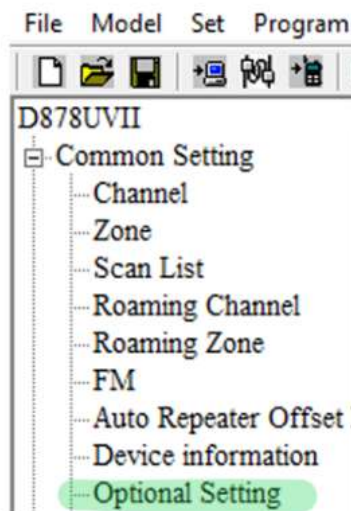 File Model Set Program
D878UVII
Common Setting
Channel
Zone
Scan List
Roaming Channel
Roaming Zone
FM
Auto Repeater Offset
Device information
Optional Setting